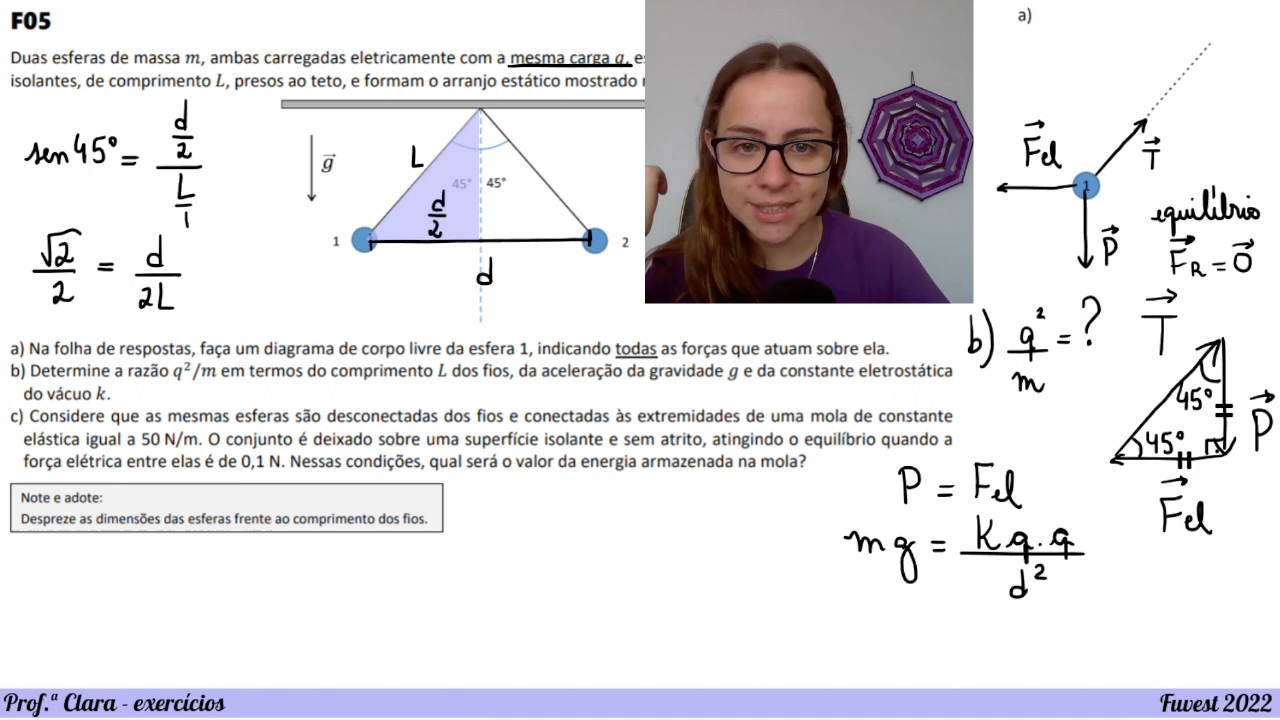 F05
Duas esferas de massa m, ambas carregadas eletricamente com a mesma carga q, es
isolantes, de comprimento L, presos ao teto, e formam o arranjo estático mostrado
sen 45° = d/2 / L/1
√2/2 = d/2L
g⃗
L
45° 45°
d/2
1
2
d
a)
F⃗el
T⃗
1
P⃗
equilíbrio
F⃗R = 0⃗
b) q²/m = ?
T⃗
45°
45°
P⃗
F⃗el
a) Na folha de respostas, faça um diagrama de corpo livre da esfera 1, indicando todas as forças que atuam sobre ela.
b) Determine a razão q²/m em termos do comprimento L dos fios, da aceleração da gravidade g e da constante eletrostática
do vácuo k.
c) Considere que as mesmas esferas são desconectadas dos fios e conectadas às extremidades de uma mola de constante
elástica igual a 50 N/m. O conjunto é deixado sobre uma superfície isolante e sem atrito, atingindo o equilíbrio quando a
força elétrica entre elas é de 0,1 N. Nessas condições, qual será o valor da energia armazenada na mola?
Note e adote:
Despreze as dimensões das esferas frente ao comprimento dos fios.
P = Fel
mg = K q . q / d²
Prof.ª Clara - exercícios
Fuvest 2022